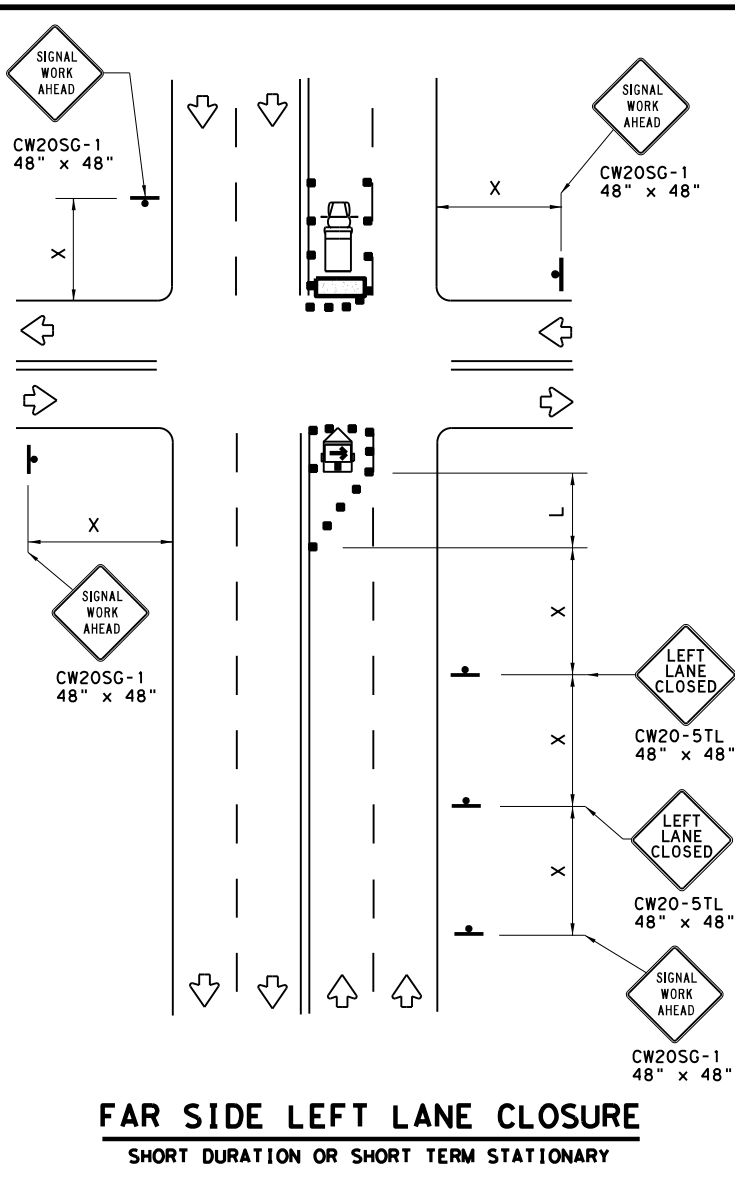 SIGNAL
WORK
AHEAD
CW20SG-1
48" x 48"
X
SIGNAL
WORK
AHEAD
CW20SG-1
48" x 48"
X
X
SIGNAL
WORK
AHEAD
CW20SG-1
48" x 48"
L
X
LEFT
LANE
CLOSED
CW20-5TL
48" x 48"
X
LEFT
LANE
CLOSED
CW20-5TL
48" x 48"
X
SIGNAL
WORK
AHEAD
CW20SG-1
48" x 48"
FAR SIDE LEFT LANE CLOSURE
SHORT DURATION OR SHORT TERM STATIONARY